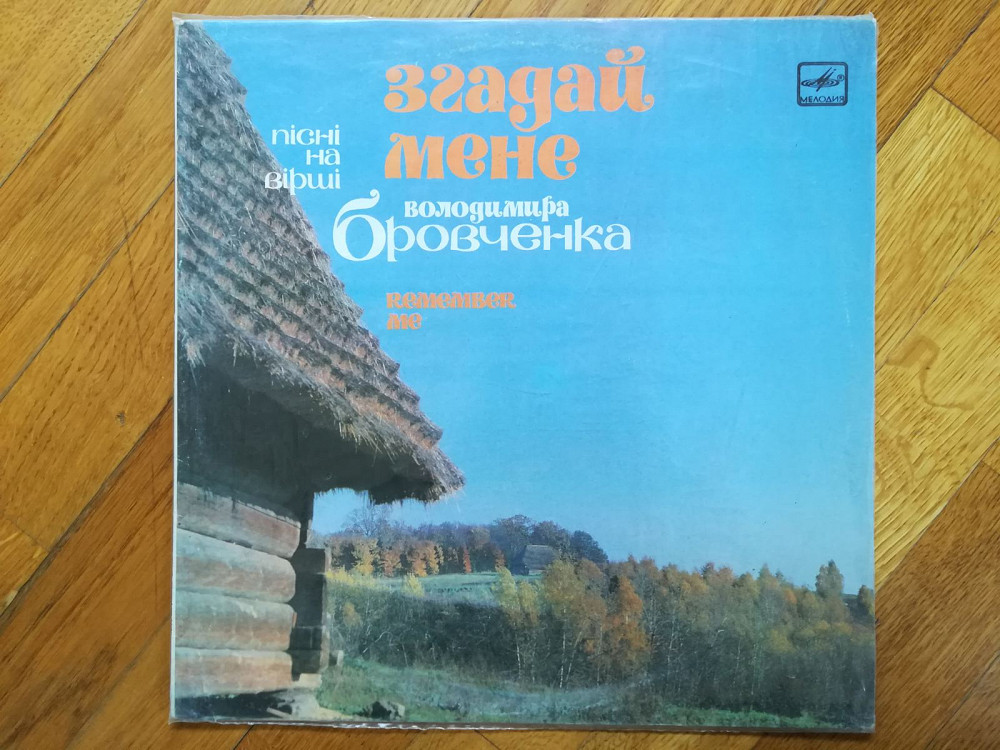 згадай
мене
пісні
на
вірші
володимира
бровченка
remember
me
МЕЛОДИЯ